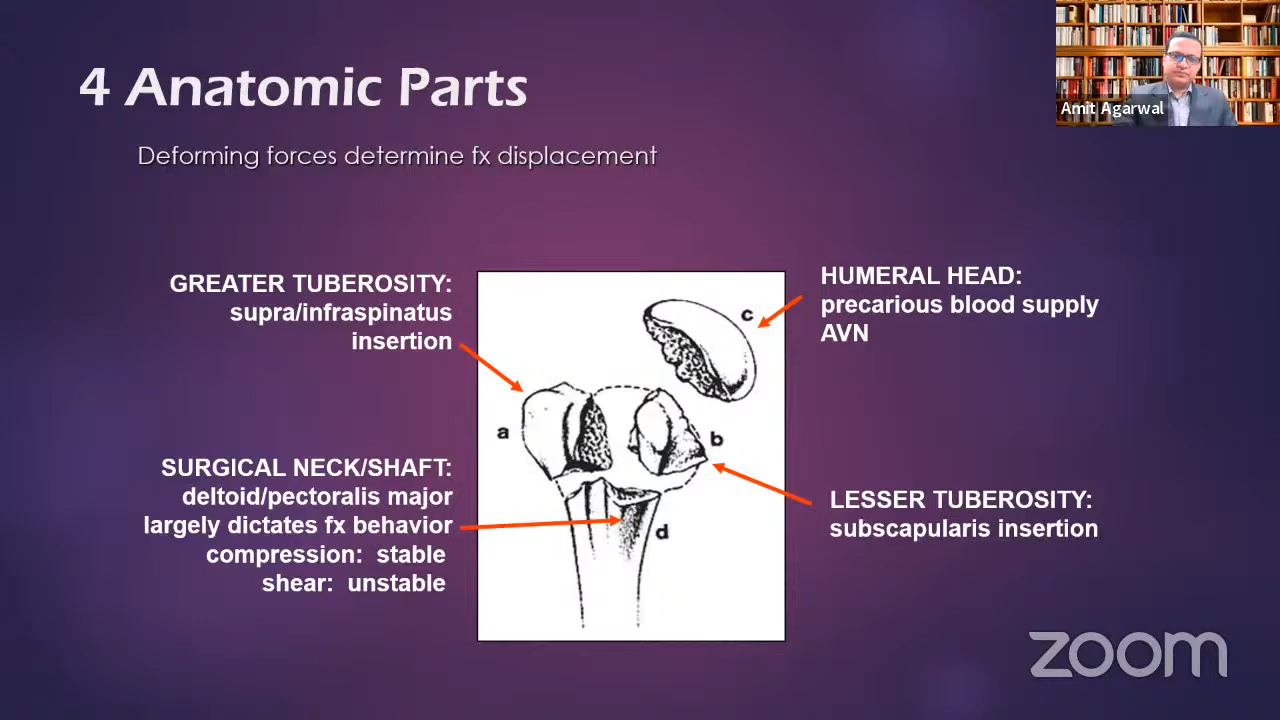 4 Anatomic Parts
Deforming forces determine fx displacement
Amit Agarwal
GREATER TUBEROSITY:
supra/infraspinatus
insertion
HUMERAL HEAD:
precarious blood supply
AVN
c
a
b
SURGICAL NECK/SHAFT:
deltoid/pectoralis major
largely dictates fx behavior
compression: stable
shear: unstable
d
LESSER TUBEROSITY:
subscapularis insertion
zoom